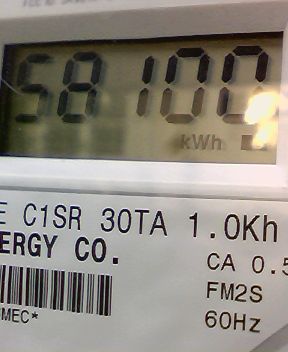 58100
kWh
E C1SR 30TA 1.0Kh
ERGY CO.
CA 0.5
FM2S
MEC*
60Hz